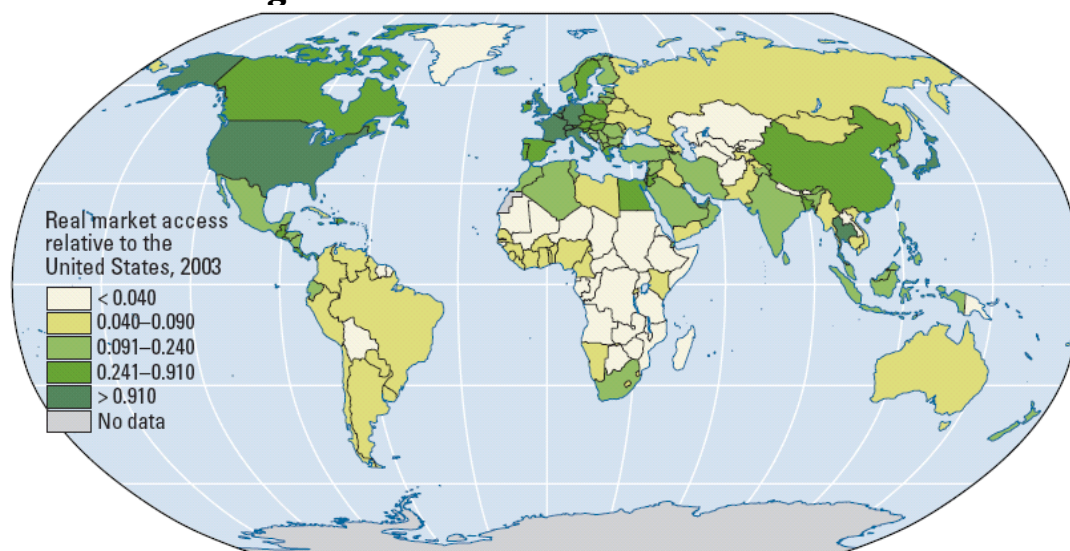 Real market access
relative to the
United States, 2003
< 0.040
0.040–0.090
0:091–0.240
0.241–0.910
> 0.910
No data